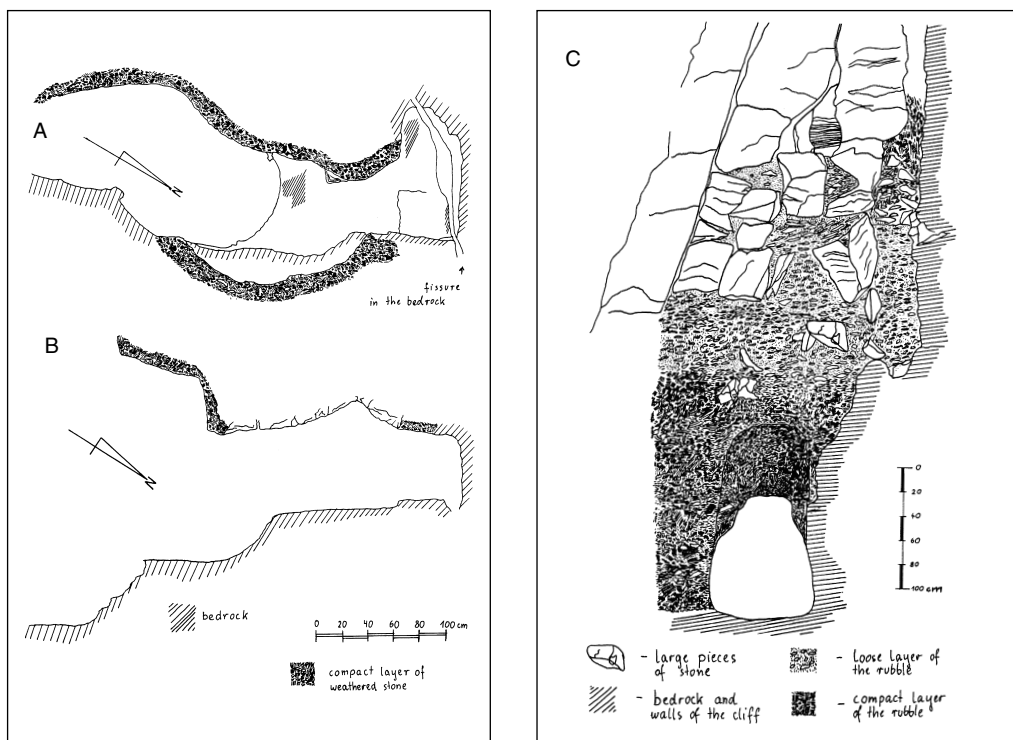 A
N
fissure
in the bedrock
B
N
bedrock
0 20 40 60 80 100 cm
compact layer of
weathered stone
C
0
20
40
60
80
100 cm
- large pieces
of stone
- loose layer of
the rubble
- bedrock and
walls of the cliff
- compact layer
of the rubble